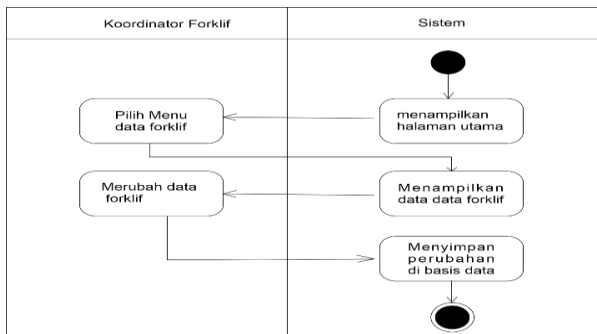 Koordinator Forklif
Sistem
menampilkan
halaman utama
Pilih Menu
data forklif
Menampilkan
data data forklif
Merubah data
forklif
Menyimpan
perubahan
di basis data